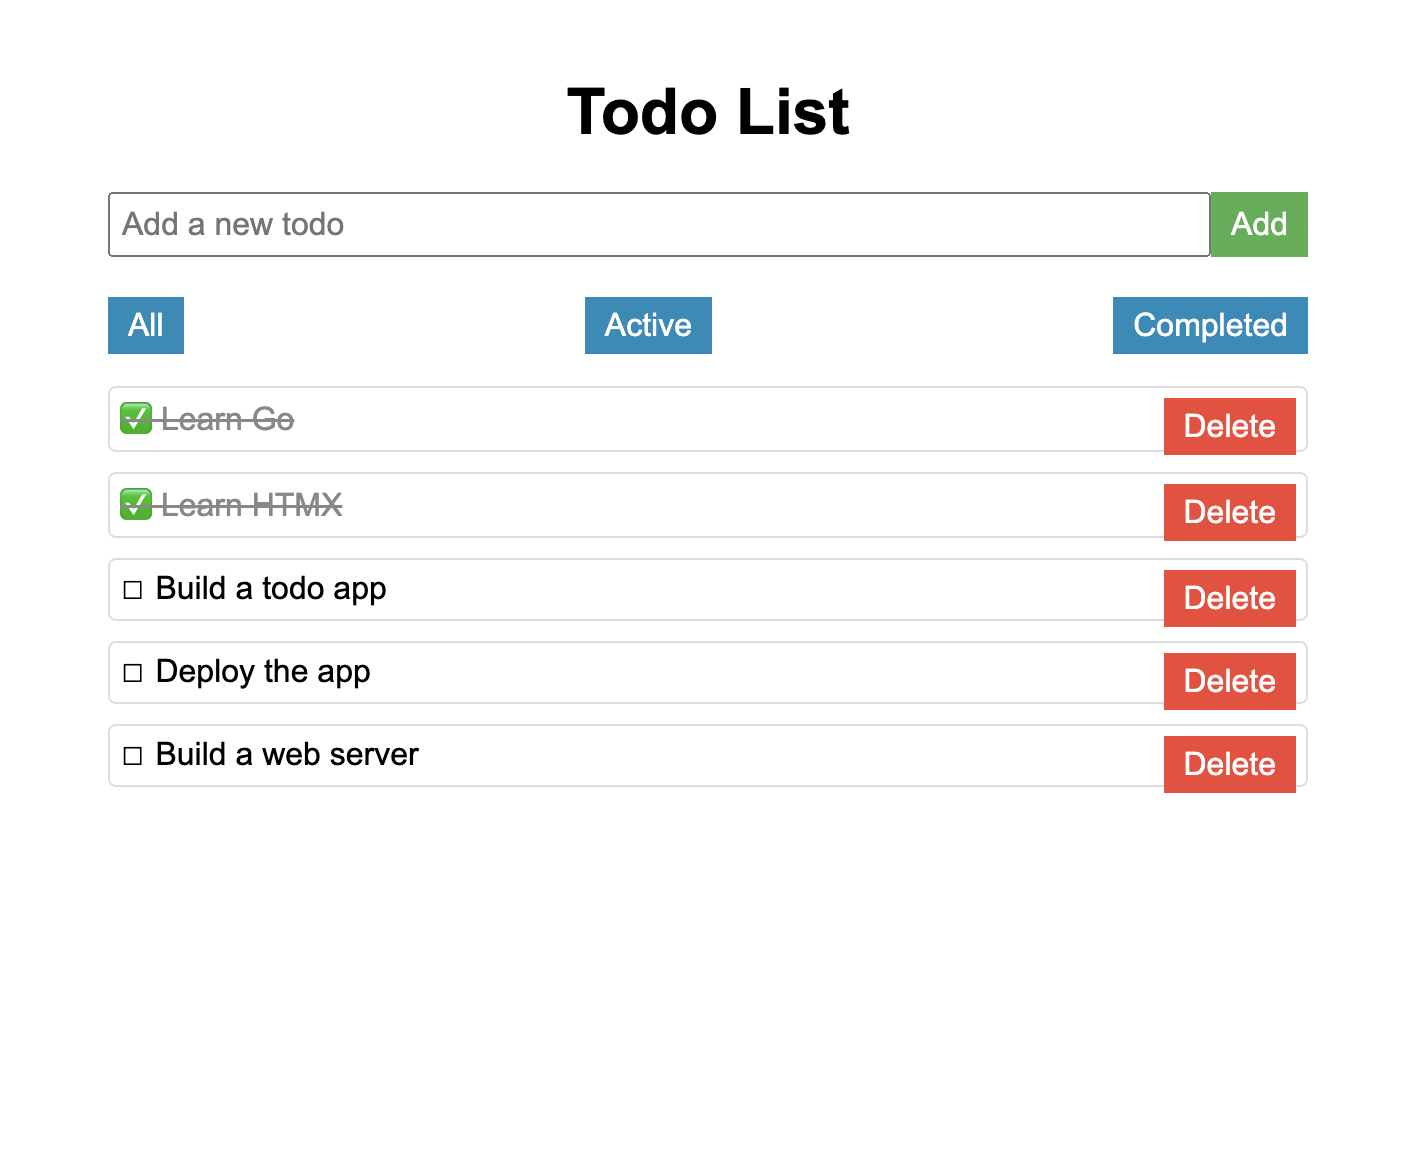 Todo List
Add a new todo Add
All Active Completed
✅ Learn Go Delete
✅ Learn HTMX Delete
☐ Build a todo app Delete
☐ Deploy the app Delete
☐ Build a web server Delete